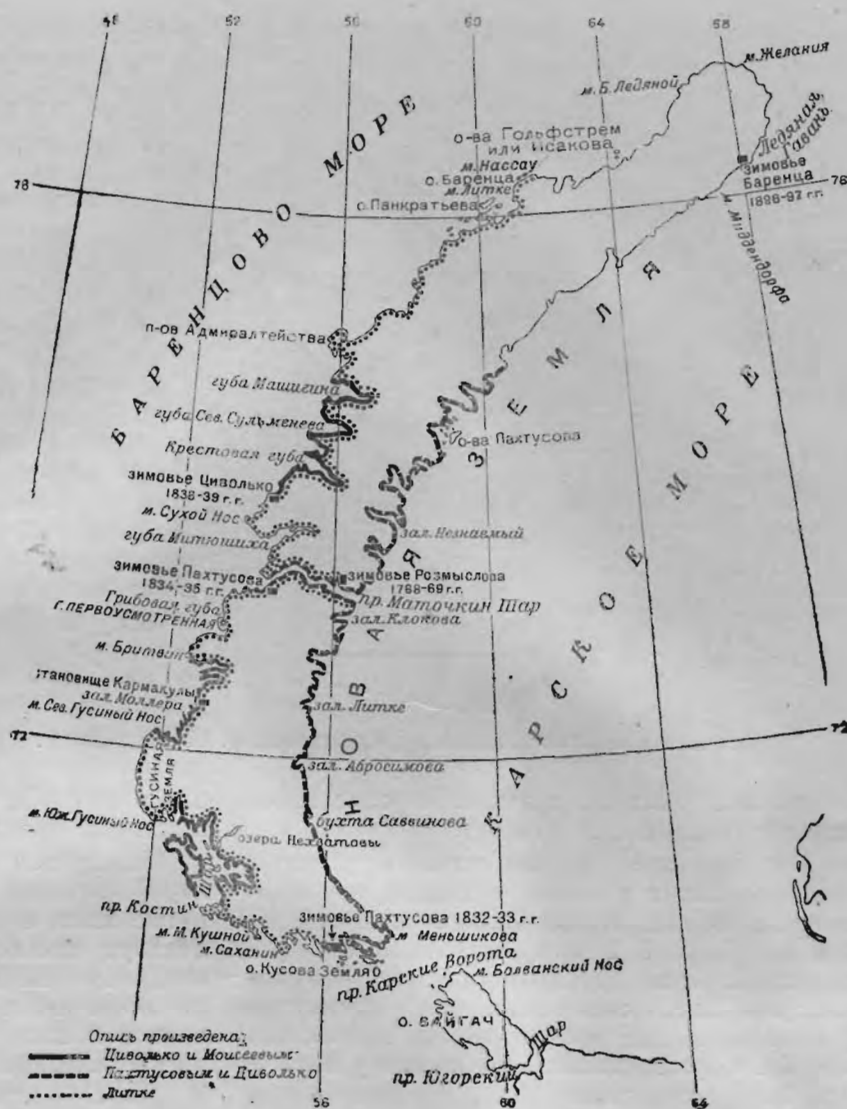 48
52
56
60
64
68
м. Желания
м. Б. Ледяной
Ледяная
Гавань
о-ва Гольфстрем
или Исакова
м. Нассау
о. Баренца
м. Литке
о. Панкратьева
зимовье
Баренца
76
76
м. Миддендорфа
БАРЕНЦОВО МОРЕ
п-ов Адмиралтейства
губа Машигина
губа Сев. Сульменева
Крестовая губа
о-ва Пахтусова
зимовье Циволько
1838-39 г.г.
м. Сухой Нос
губа Митюшиха
зал. Незнаемый
зимовье Пахтусова
1834-35 г.г.
зимовье Розмыслова
1768-69 г.г.
пр. Маточкин Шар
зал. Клокова
Грибовая губа
Г. ПЕРВОУСМОТРЕННАЯ
м. Бритвин
становище Кармакулы
зал. Моллера
м. Сев. Гусиный Нос
зал. Литке
НОВАЯ ЗЕМЛЯ
КАРСКОЕ МОРЕ
72
72
зал. Абросимова
ГУСИНАЯ
ЗЕМЛЯ
м. Юж. Гусиный Нос
бухта Саввинова
озера Нехватовы
пр. Костин Шар
зимовье Пахтусова 1832-33 г.г.
м. М. Кушной
м. Саханин
м Меньшикова
о. Кусова Земля
пр. Карские Ворота
м. Болванский Нос
о. ВАЙГАЧ
пр. Югорский Шар
Опись произведена:
Циволько и Моисеевым
Пахтусовым и Циволько
Литке
56
60
64